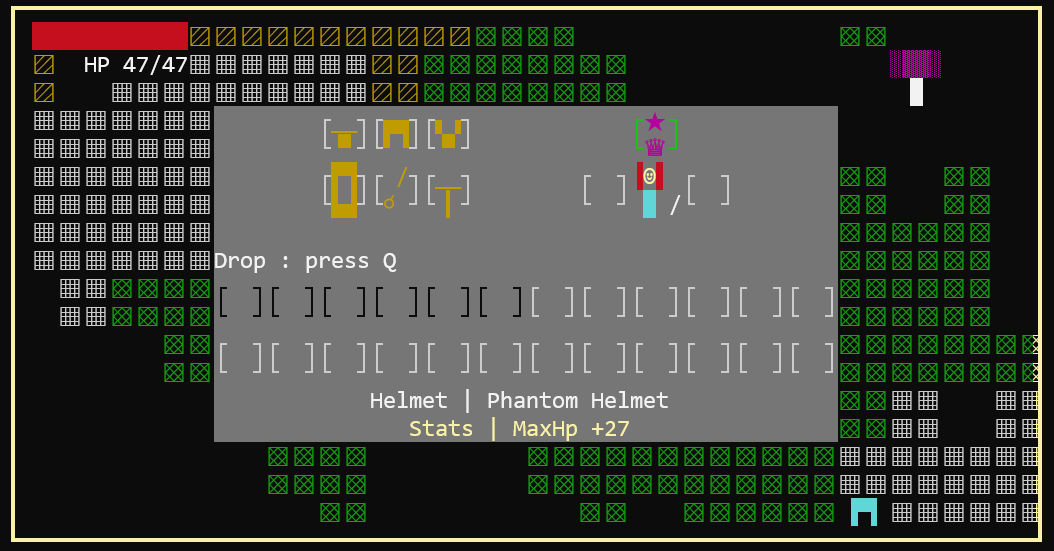 HP 47/47
Drop : press Q
Helmet | Phantom Helmet
Stats | MaxHp +27